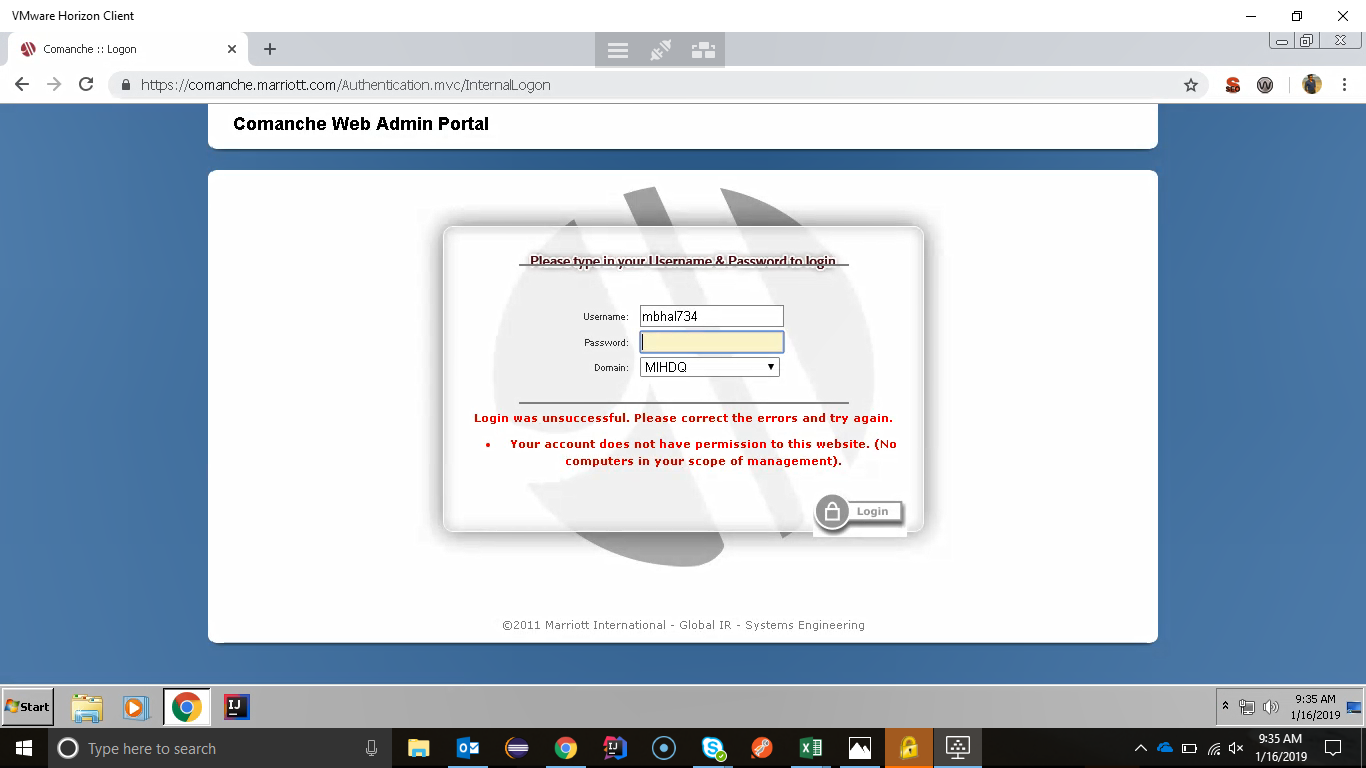 VMware Horizon Client
Comanche :: Logon
https://comanche.marriott.com/Authentication.mvc/InternalLogon
Comanche Web Admin Portal
Please type in your Username & Password to login
Username: mbhal734
Password:
Domain: MIHDQ
Login was unsuccessful. Please correct the errors and try again.
• Your account does not have permission to this website. (No
computers in your scope of management).
Login
©2011 Marriott International - Global IR - Systems Engineering
Start
IJ
9:35 AM
1/16/2019
Type here to search
9:35 AM
1/16/2019